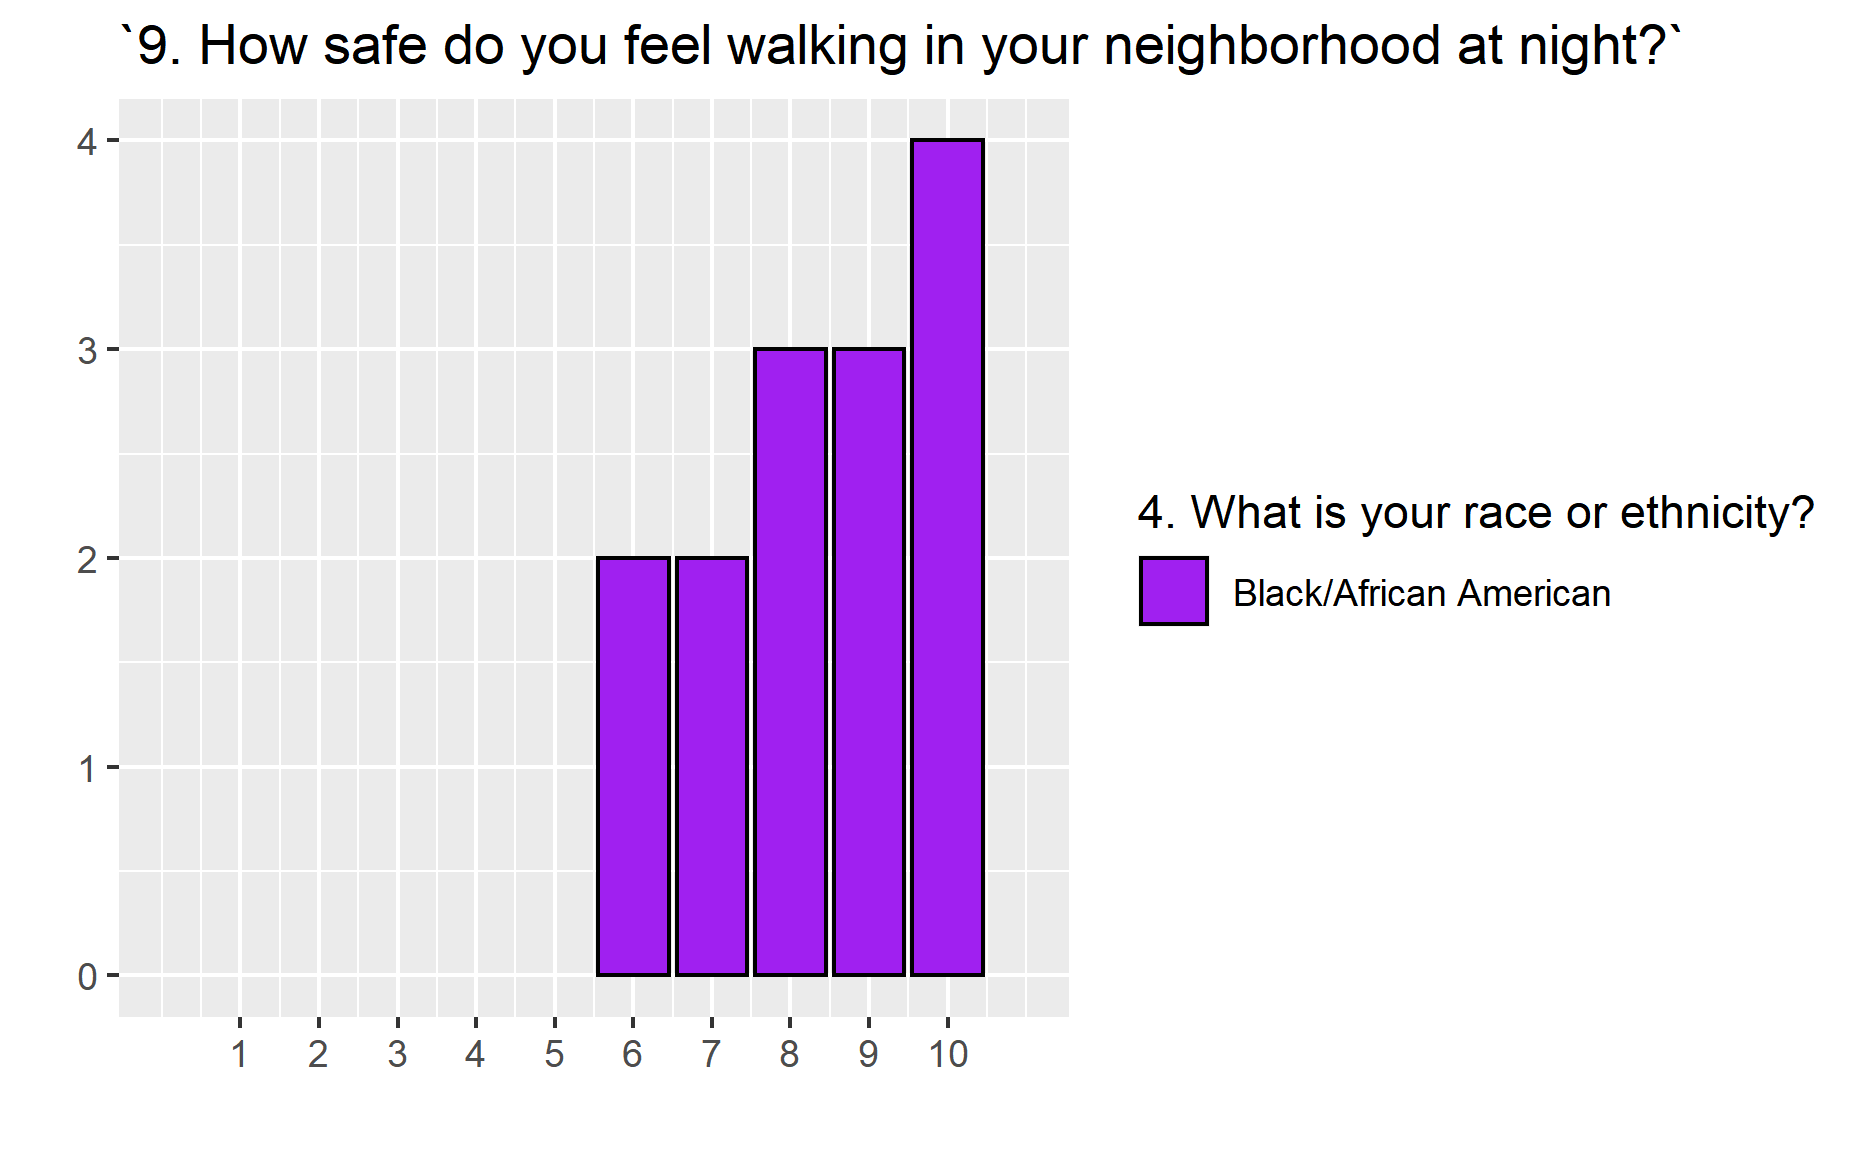 `9. How safe do you feel walking in your neighborhood at night?`
4
3
2
1
0
4. What is your race or ethnicity?
Black/African American
1 2 3 4 5 6 7 8 9 10